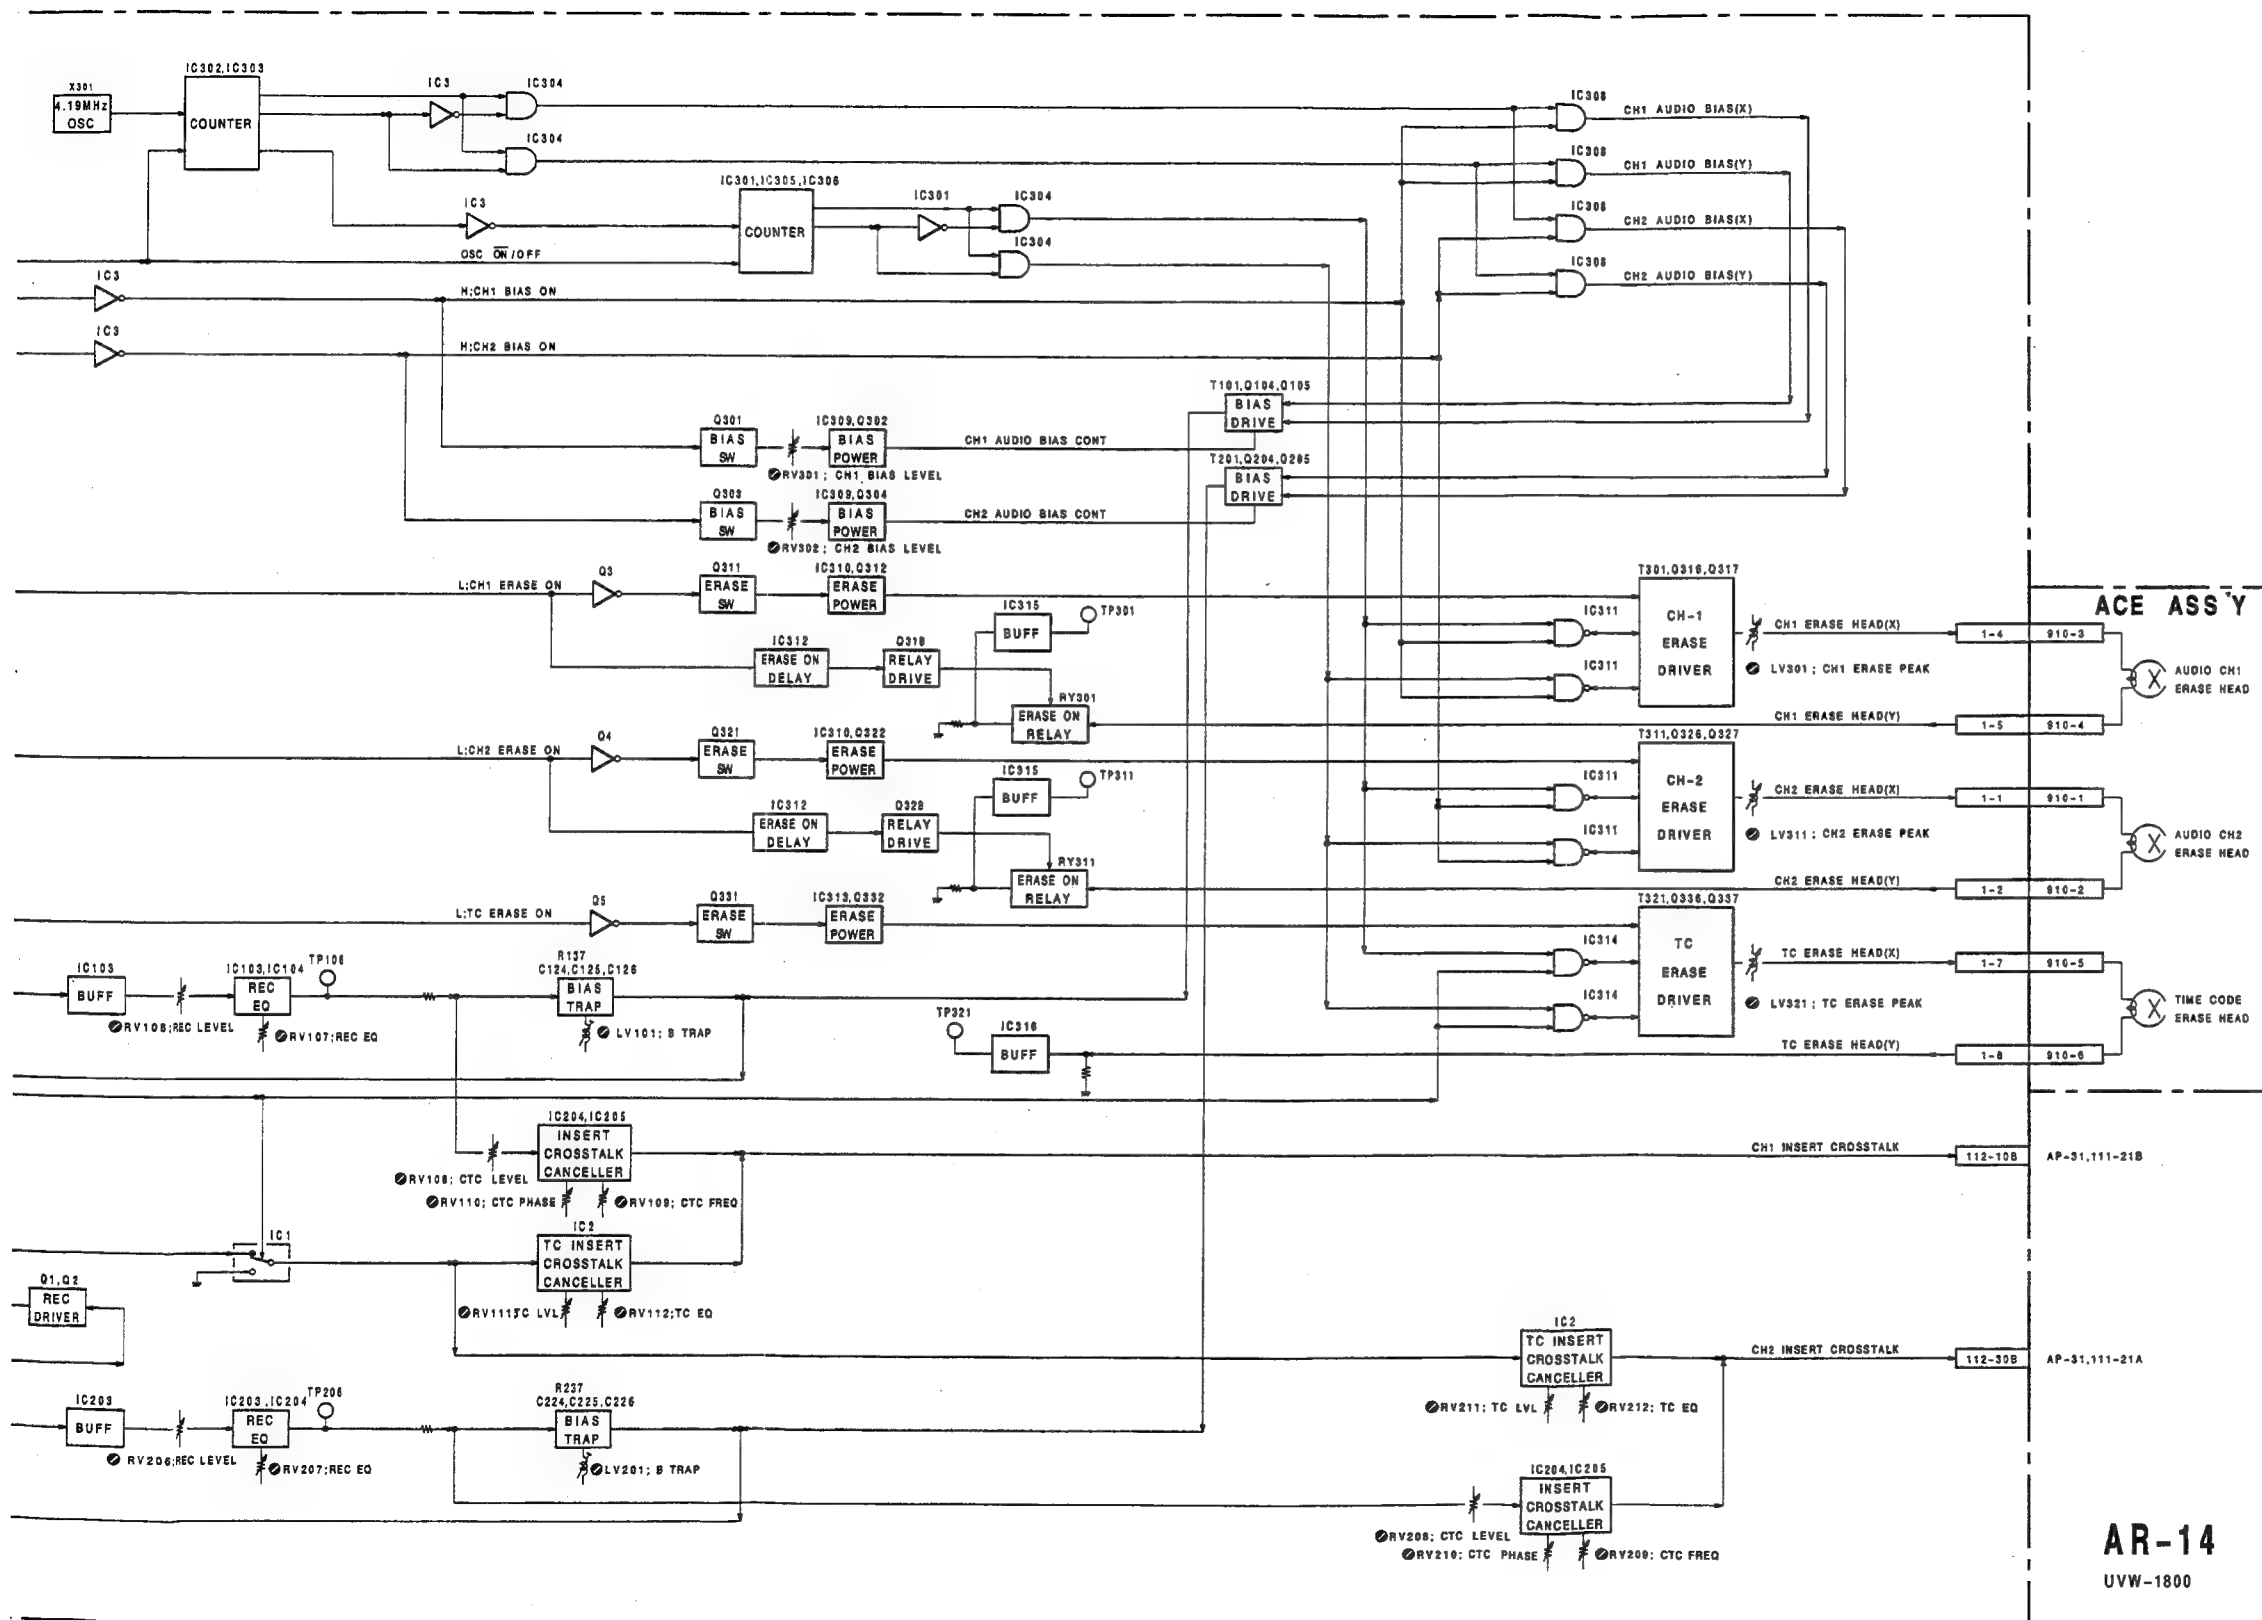 X301
4.19MHz
OSC
IC302,IC303
COUNTER
IC3
IC304
IC304
IC308
CH1 AUDIO BIAS(X)
IC308
CH1 AUDIO BIAS(Y)
IC308
CH2 AUDIO BIAS(X)
IC308
CH2 AUDIO BIAS(Y)
IC3
IC301,IC305,IC306
COUNTER
IC301
IC304
IC304
OSC ON/OFF
IC3
H;CH1 BIAS ON
IC3
H;CH2 BIAS ON
T101,Q104,Q105
BIAS
DRIVE
Q301
BIAS
SW
IC309,Q302
BIAS
POWER
CH1 AUDIO BIAS CONT
RV301; CH1 BIAS LEVEL
T201,Q204,Q205
BIAS
DRIVE
Q303
BIAS
SW
IC309,Q304
BIAS
POWER
CH2 AUDIO BIAS CONT
RV302; CH2 BIAS LEVEL
L;CH1 ERASE ON
Q3
Q311
ERASE
SW
IC310,Q312
ERASE
POWER
T301,Q316,Q317
CH-1
ERASE
DRIVER
IC311
IC311
CH1 ERASE HEAD(X)
LV301; CH1 ERASE PEAK
ACE ASS'Y
1-4
910-3
AUDIO CH1
ERASE HEAD
IC315
BUFF
TP301
IC312
ERASE ON
DELAY
Q318
RELAY
DRIVE
RY301
ERASE ON
RELAY
CH1 ERASE HEAD(Y)
1-5
910-4
L;CH2 ERASE ON
Q4
Q321
ERASE
SW
IC310,Q322
ERASE
POWER
T311,Q326,Q327
CH-2
ERASE
DRIVER
IC311
IC311
CH2 ERASE HEAD(X)
LV311; CH2 ERASE PEAK
1-1
910-1
AUDIO CH2
ERASE HEAD
IC315
BUFF
TP311
IC312
ERASE ON
DELAY
Q328
RELAY
DRIVE
RY311
ERASE ON
RELAY
CH2 ERASE HEAD(Y)
1-2
910-2
L;TC ERASE ON
Q5
Q331
ERASE
SW
IC313,Q332
ERASE
POWER
T321,Q336,Q337
TC
ERASE
DRIVER
IC314
IC314
TC ERASE HEAD(X)
LV321; TC ERASE PEAK
1-7
910-5
TIME CODE
ERASE HEAD
IC103
BUFF
RV106;REC LEVEL
IC103,IC104
REC
EQ
RV107;REC EQ
TP106
R137
C124,C125,C126
BIAS
TRAP
LV101; B TRAP
TP321
IC316
BUFF
TC ERASE HEAD(Y)
1-8
910-6
IC204,IC205
INSERT
CROSSTALK
CANCELLER
RV108; CTC LEVEL
RV110; CTC PHASE
RV109; CTC FREQ
CH1 INSERT CROSSTALK
112-10B
AP-31,111-21B
IC1
IC2
TC INSERT
CROSSTALK
CANCELLER
RV111;TC LVL
RV112;TC EQ
Q1,Q2
REC
DRIVER
IC2
TC INSERT
CROSSTALK
CANCELLER
RV211; TC LVL
RV212; TC EQ
CH2 INSERT CROSSTALK
112-30B
AP-31,111-21A
IC203
BUFF
RV206;REC LEVEL
IC203,IC204
REC
EQ
RV207;REC EQ
TP206
R237
C224,C225,C226
BIAS
TRAP
LV201; B TRAP
IC204,IC205
INSERT
CROSSTALK
CANCELLER
RV208; CTC LEVEL
RV210; CTC PHASE
RV209; CTC FREQ
AR-14
UVW-1800